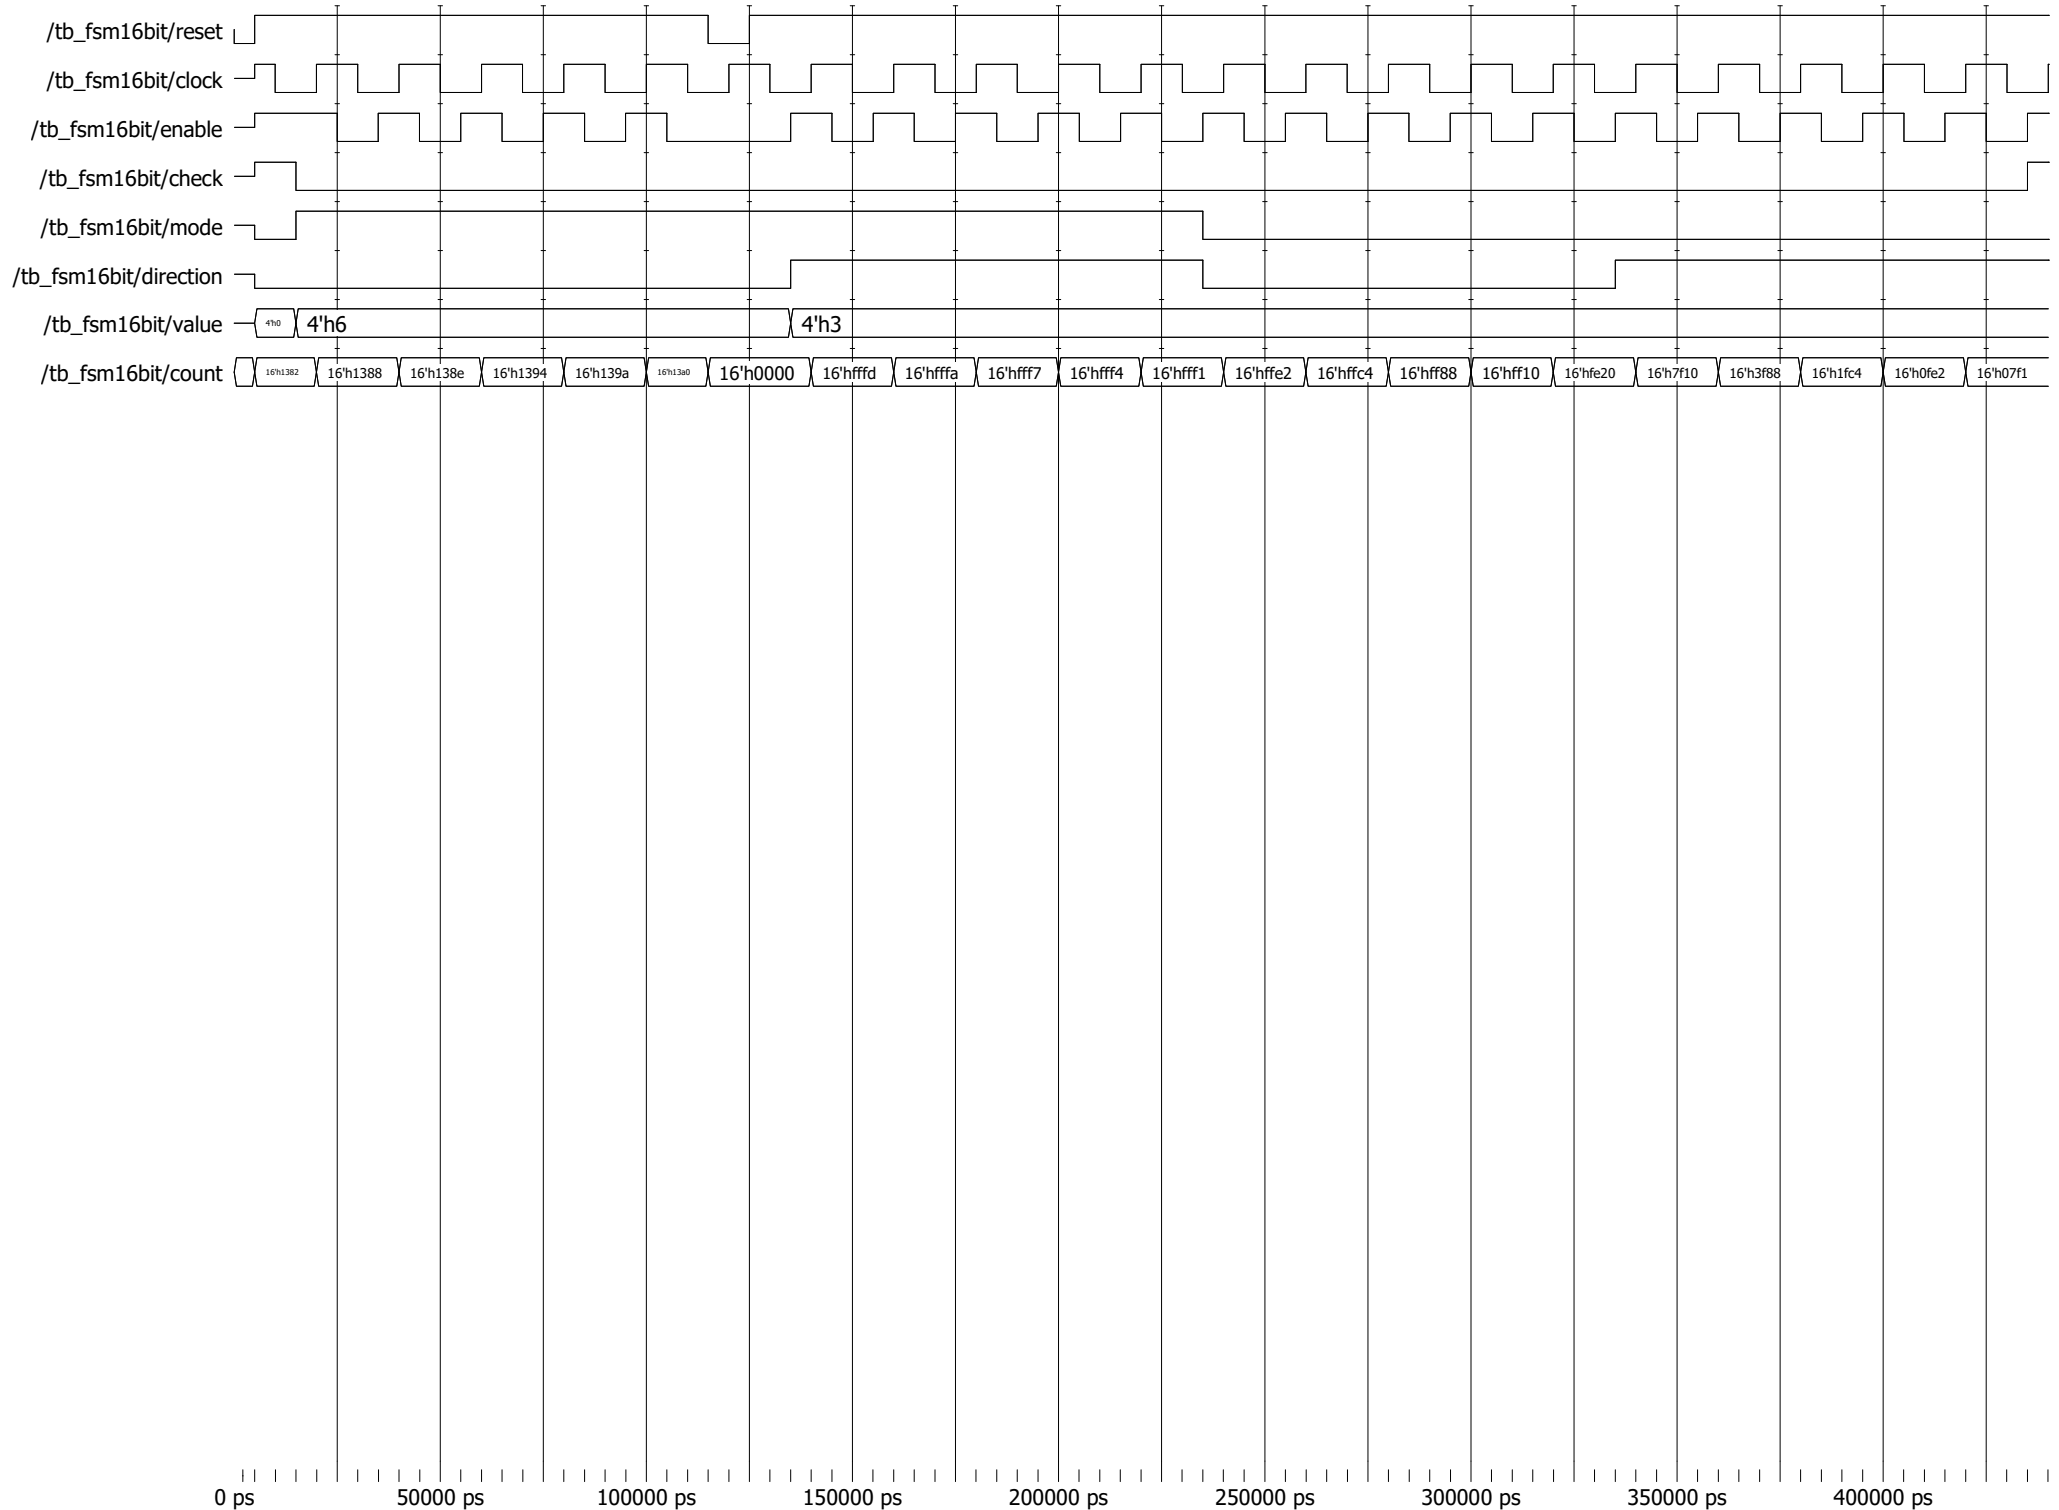 /tb_fsm16bit/reset
/tb_fsm16bit/clock
/tb_fsm16bit/enable
/tb_fsm16bit/check
/tb_fsm16bit/mode
/tb_fsm16bit/direction
/tb_fsm16bit/value 4'h0 4'h6 4'h3
/tb_fsm16bit/count 16'h1382 16'h1388 16'h138e 16'h1394 16'h139a 16'h13a0 16'h0000 16'hfffd 16'hfffa 16'hfff7 16'hfff4 16'hfff1 16'hffe2 16'hffc4 16'hff88 16'hff10 16'hfe20 16'h7f10 16'h3f88 16'h1fc4 16'h0fe2 16'h07f1
0 ps 50000 ps 100000 ps 150000 ps 200000 ps 250000 ps 300000 ps 350000 ps 400000 ps